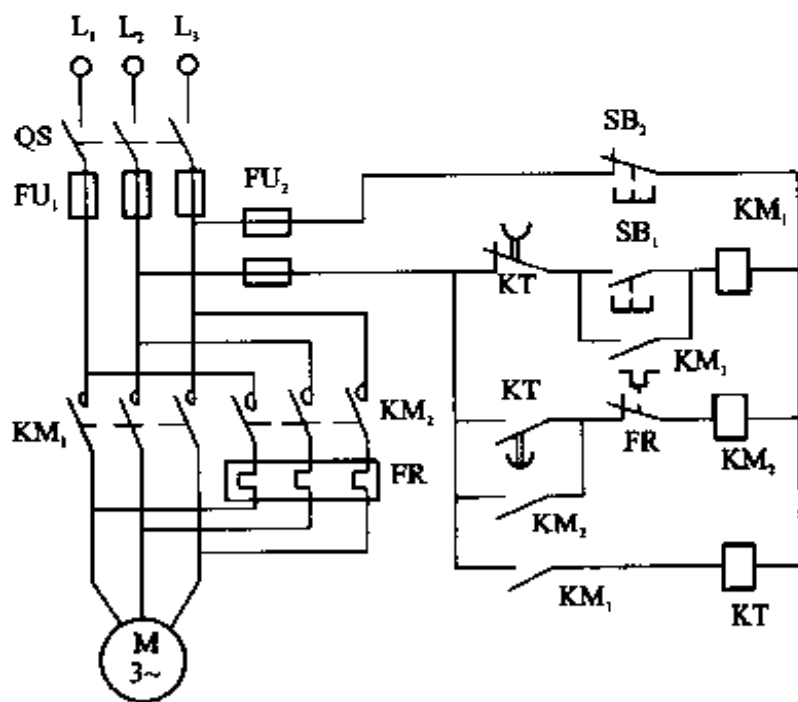 L₁ L₂ L₃
QS
SB₂
FU₁
FU₂
KM₁
SB₁
KT
KM₁
KT
KM₁
KM₂
FR
KM₂
FR
KM₂
KM₁
KT
M
3~